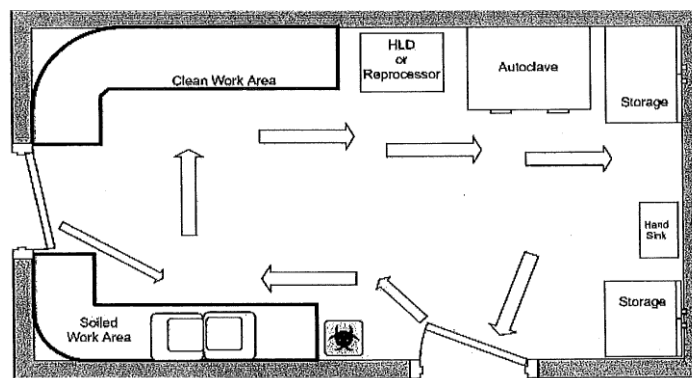 Clean Work Area
HLD
or
Reprocessor
Autoclave
Storage
Hand
Sink
Storage
Soiled
Work Area